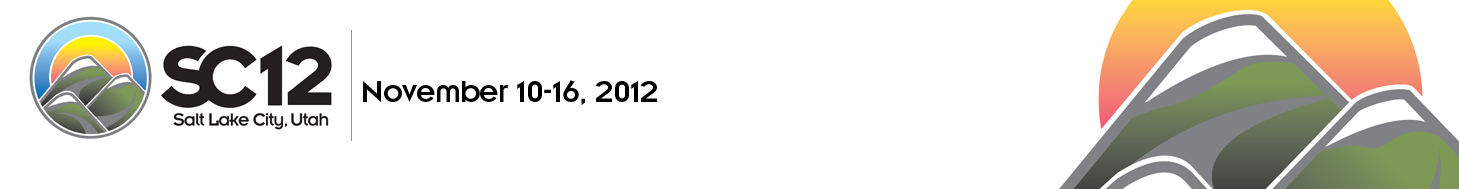 SC12
Salt Lake City, Utah
November 10-16, 2012